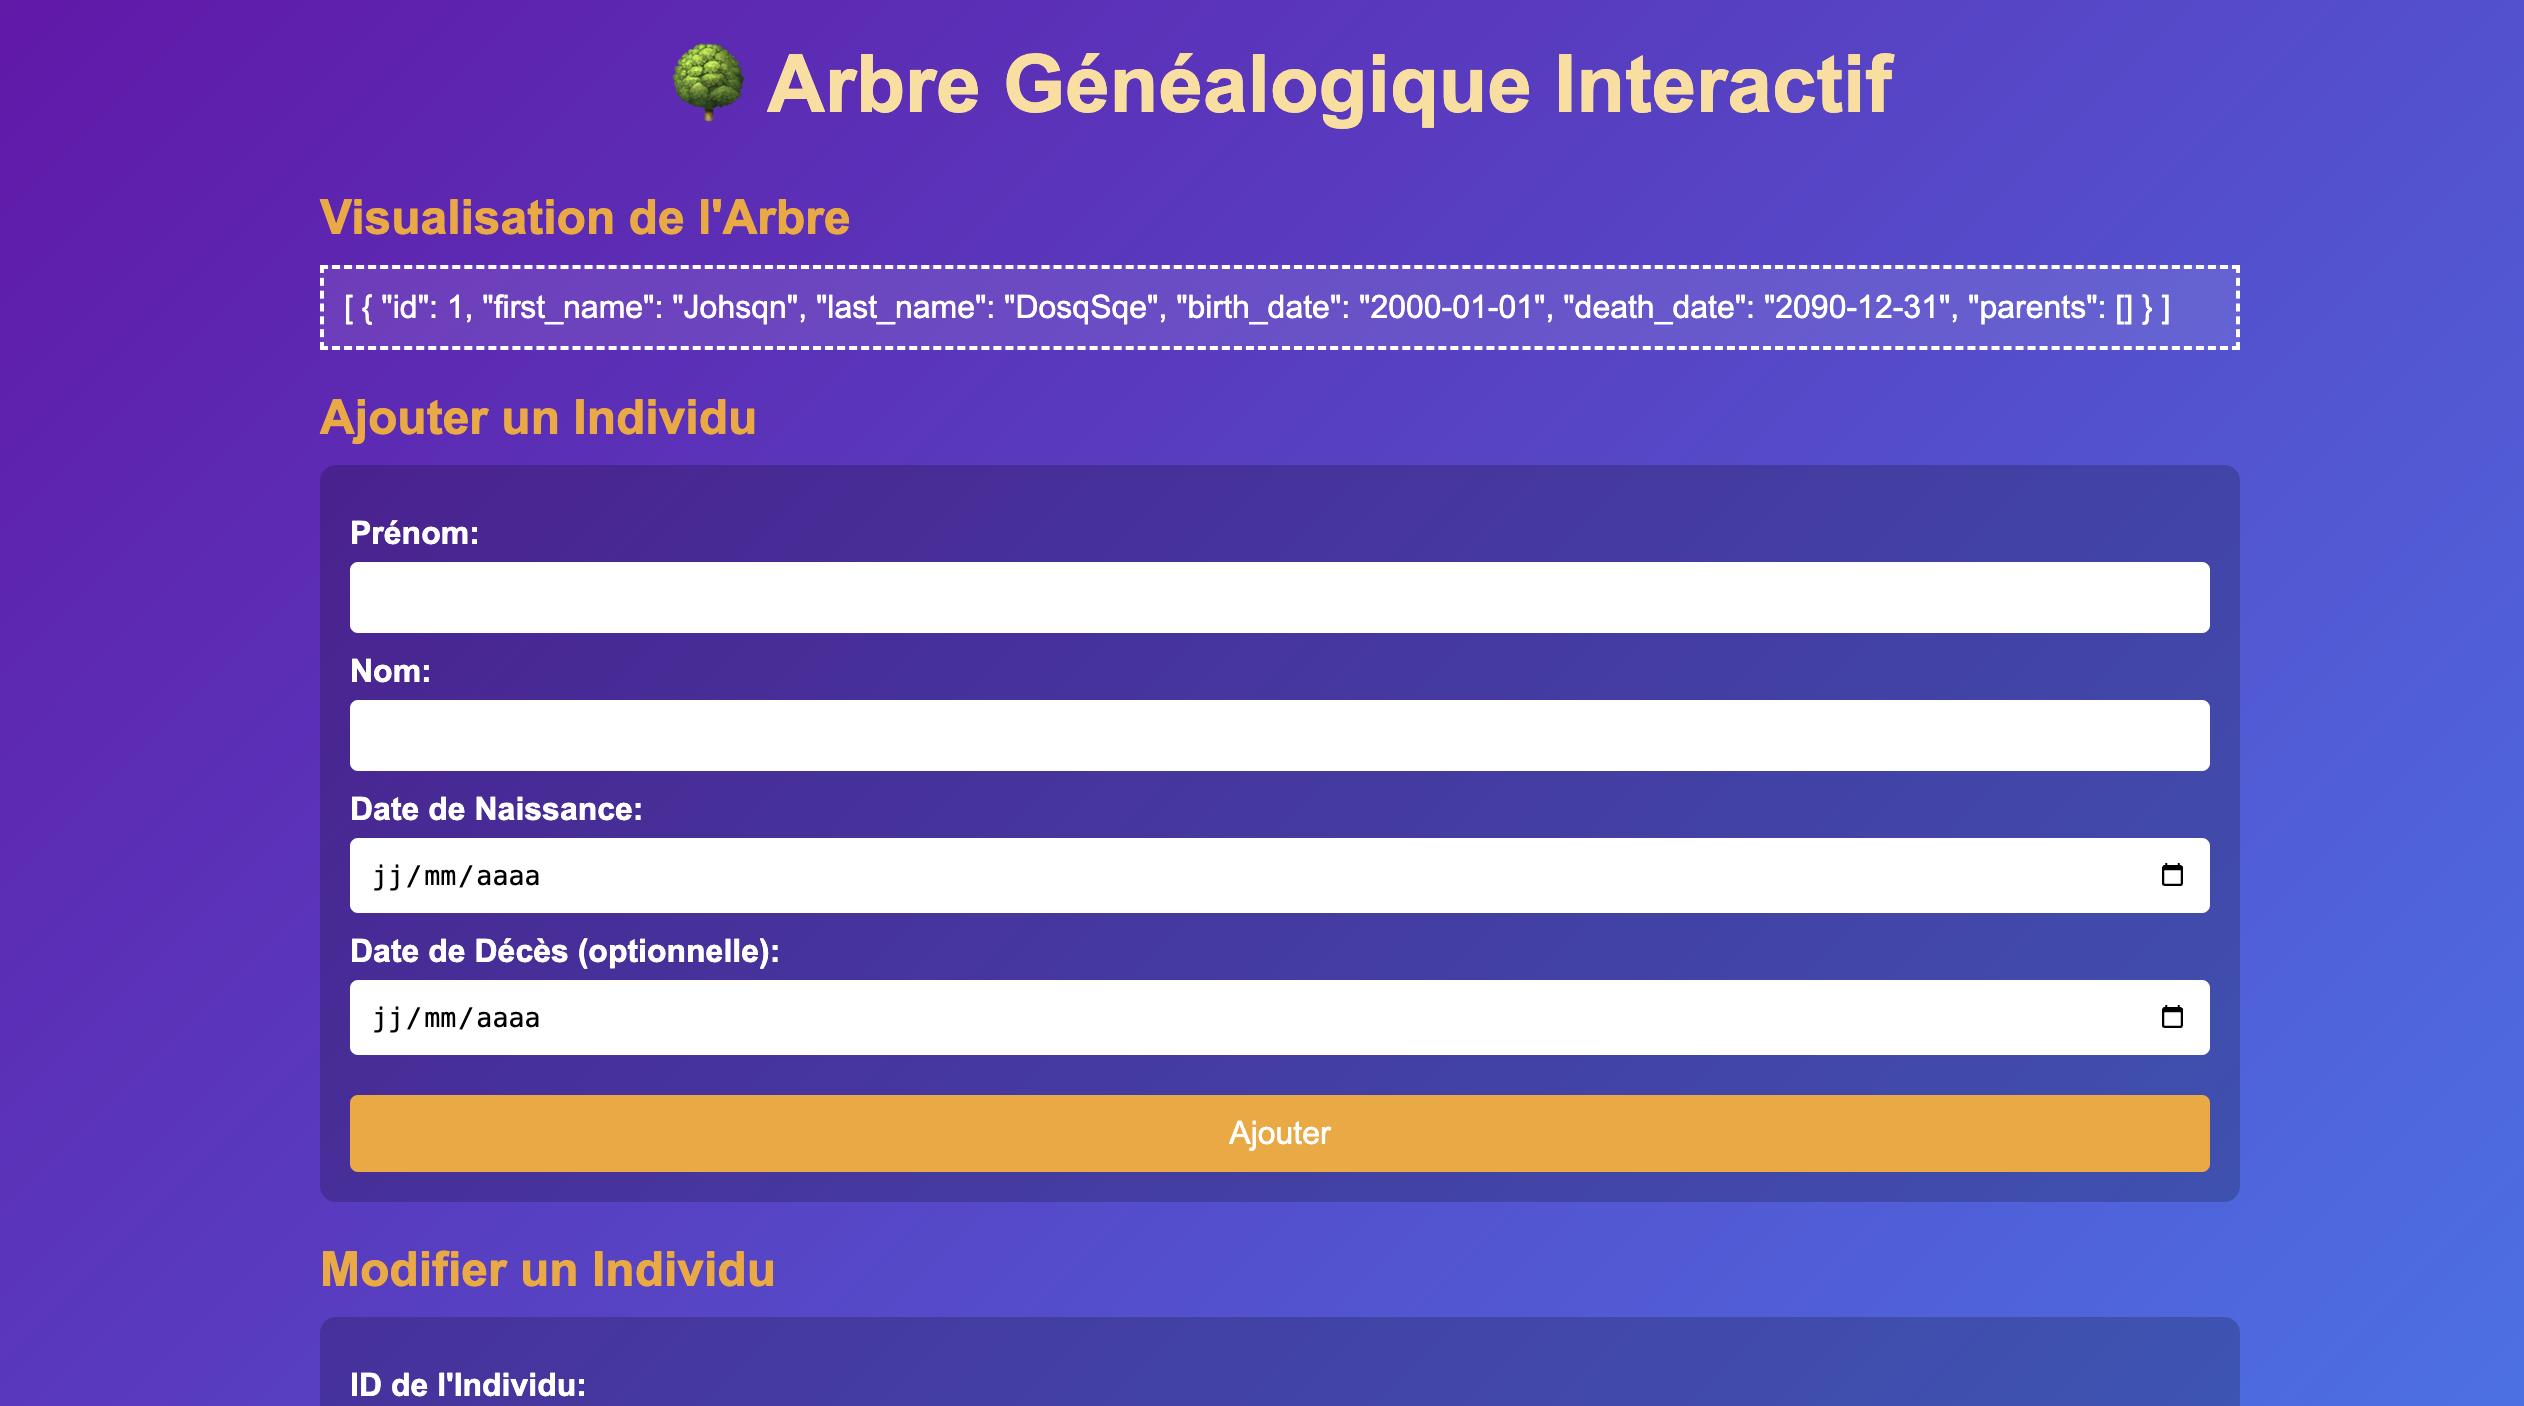 Arbre Généalogique Interactif
Visualisation de l'Arbre
[ { "id": 1, "first_name": "Johsqn", "last_name": "DosqSqe", "birth_date": "2000-01-01", "death_date": "2090-12-31", "parents": [] } ]
Ajouter un Individu
Prénom:
Nom:
Date de Naissance:
jj/mm/aaaa
Date de Décès (optionnelle):
jj/mm/aaaa
Ajouter
Modifier un Individu
ID de l'Individu: